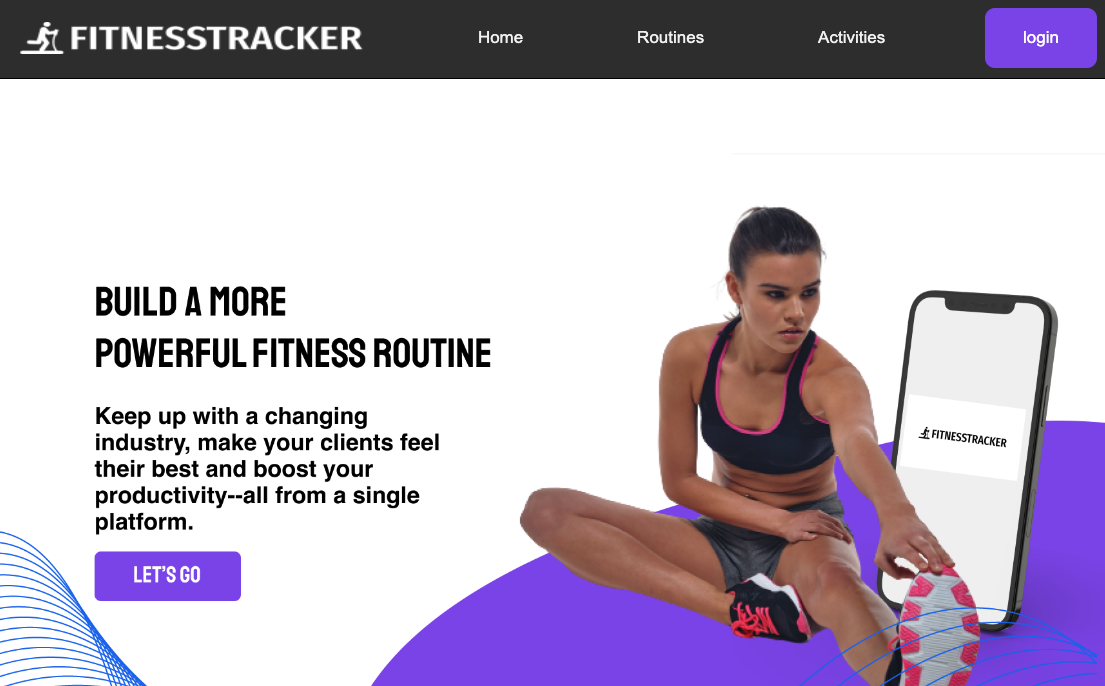 FITNESSTRACKER
Home
Routines
Activities
login
BUILD A MORE
POWERFUL FITNESS ROUTINE
Keep up with a changing
industry, make your clients feel
their best and boost your
productivity--all from a single
platform.
LET'S GO
FITNESSTRACKER